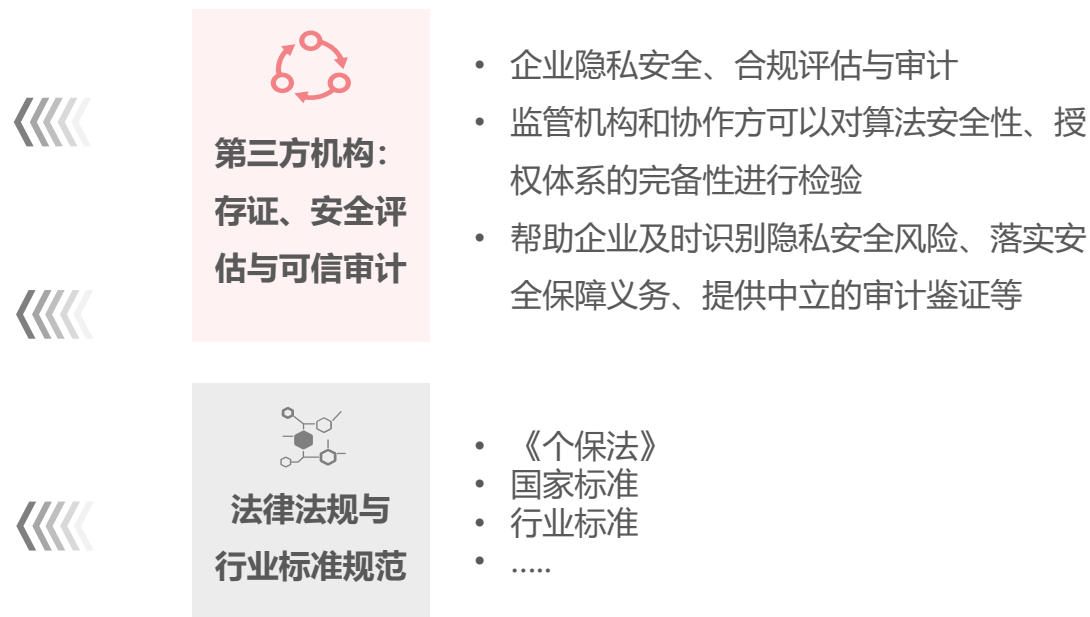 第三方机构：
存证、安全评
估与可信审计
• 企业隐私安全、合规评估与审计
• 监管机构和协作方可以对算法安全性、授
权体系的完备性进行检验
• 帮助企业及时识别隐私安全风险、落实安
全保障义务、提供中立的审计鉴证等
法律法规与
行业标准规范
• 《个保法》
• 国家标准
• 行业标准
• …..